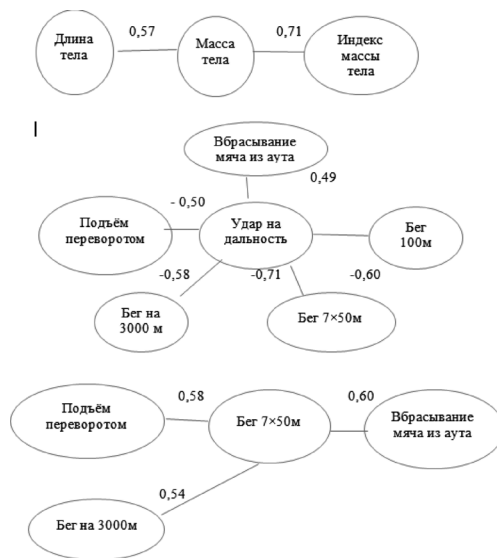 Длина
тела
0,57
Масса
тела
0,71
Индекс
массы
тела
Вбрасывание
мяча из аута
0,49
- 0,50
Подъём
переворотом
Удар на
дальность
Бег
100м
-0,58
-0,71
-0,60
Бег на
3000 м
Бег 7×50м
0,58
0,60
Подъём
переворотом
Бег 7×50м
Вбрасывание
мяча из аута
0,54
Бег на 3000м